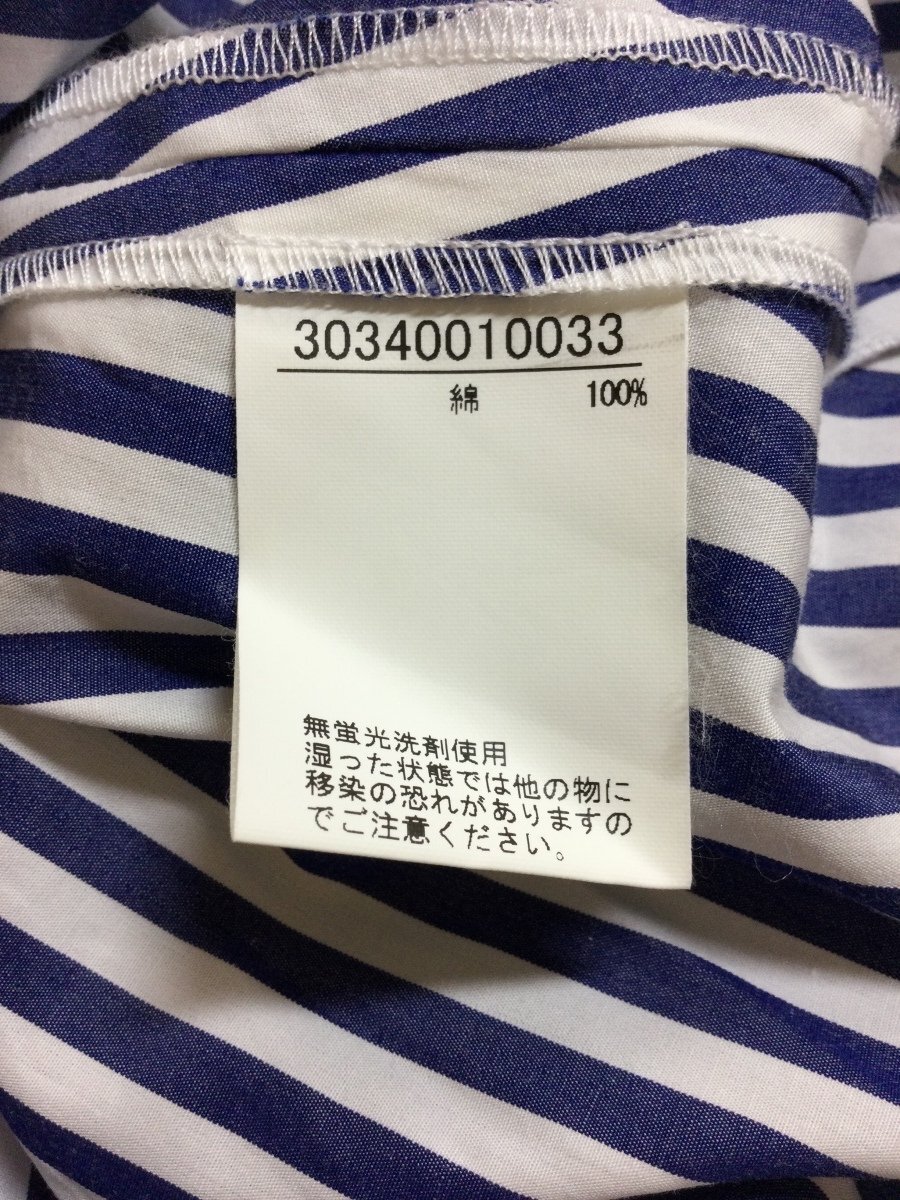 30340010033
綿 100%
無蛍光洗剤使用
湿った状態では他の物に
移染の恐れがありますの
でご注意ください。